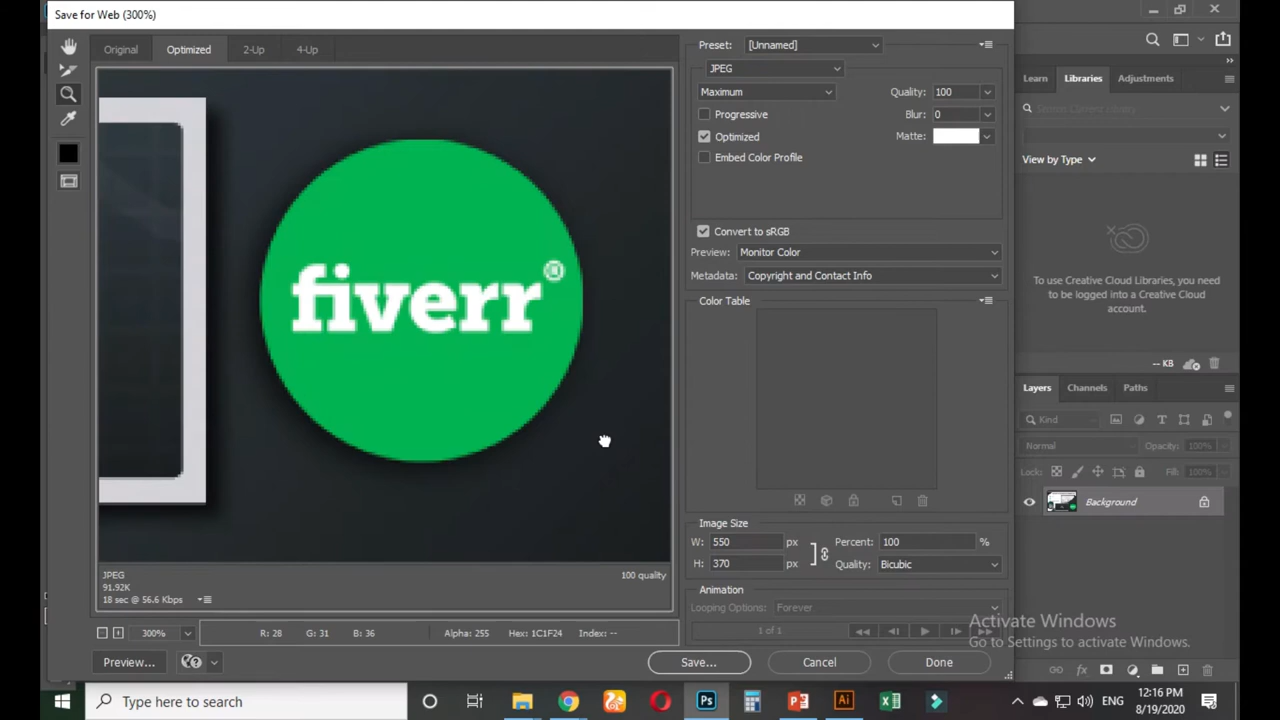 Save for Web (300%)
Original Optimized 2-Up 4-Up
Preset: [Unnamed]
JPEG
Maximum Quality: 100
Progressive Blur: 0
Optimized Matte:
Embed Color Profile
Convert to sRGB
Preview: Monitor Color
Metadata: Copyright and Contact Info
Color Table
fiverr®
Image Size
W: 550 px Percent: 100 %
H: 370 px Quality: Bicubic
Animation
Looping Options: Forever
1 of 1
JPEG 100 quality
91.92K
18 sec @ 56.6 Kbps
300% R: 28 G: 31 B: 36 Alpha: 255 Hex: 1C1F24 Index: --
Preview... Save... Cancel Done
Learn Libraries Adjustments
Search Current Library
View by Type
To use Creative Cloud Libraries, you
need to be logged into a Creative Cloud
account.
-- KB
Layers Channels Paths
Kind
Normal Opacity: 100%
Lock: Fill: 100%
Background
Activate Windows
Go to Settings to activate Windows.
Type here to search
Ps Ai
ENG
12:16 PM
8/19/2020